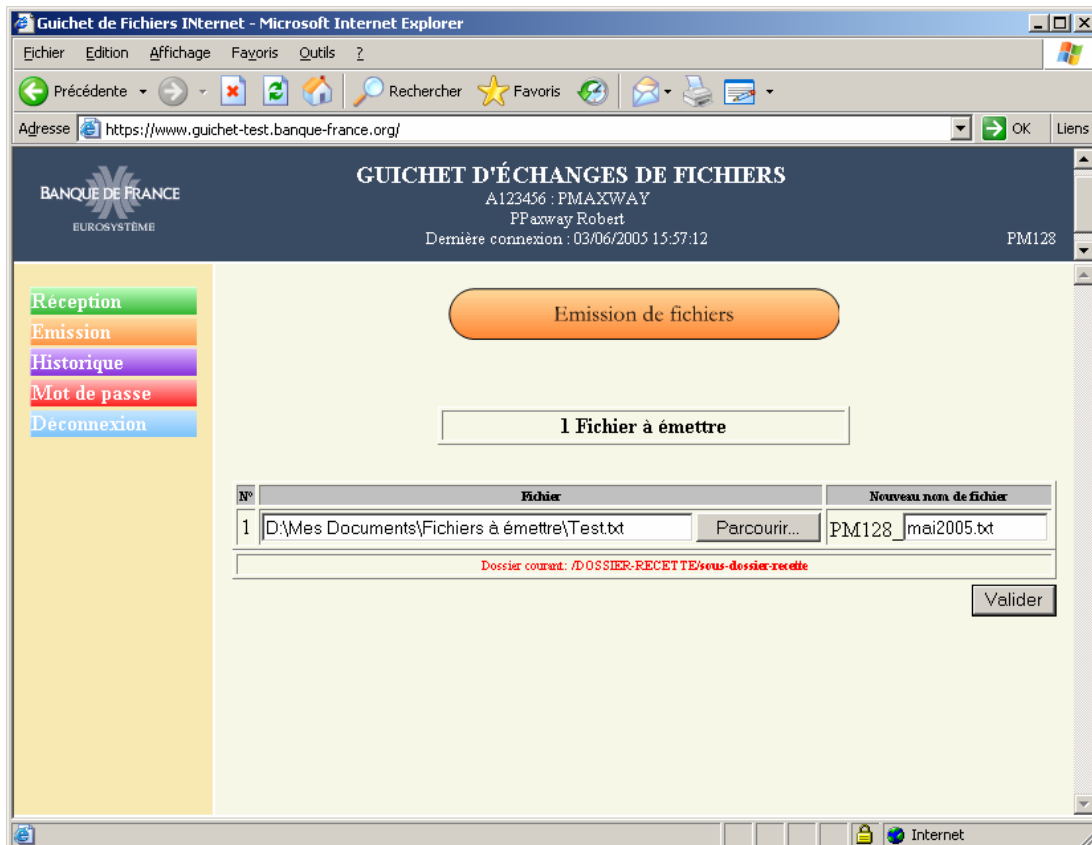 Guichet de Fichiers INternet - Microsoft Internet Explorer
Fichier Edition Affichage Favoris Outils ?
Précédente Rechercher Favoris
Adresse https://www.guichet-test.banque-france.org/ OK Liens
BANQUE DE FRANCE
EUROSYSTÈME
GUICHET D'ÉCHANGES DE FICHIERS
A123456 : PMAXWAY
PPaxway Robert
Dernière connexion : 03/06/2005 15:57:12
PM128
Réception
Emission
Historique
Mot de passe
Déconnexion
Emission de fichiers
1 Fichier à émettre
N° Fichier Nouveau nom de fichier
1 D:\Mes Documents\Fichiers à émettre\Test.txt Parcourir... PM128_ mai2005.txt
Dossier courant.: /DOSSIER-RECETTE/sous-dossier-recette
Valider
Internet